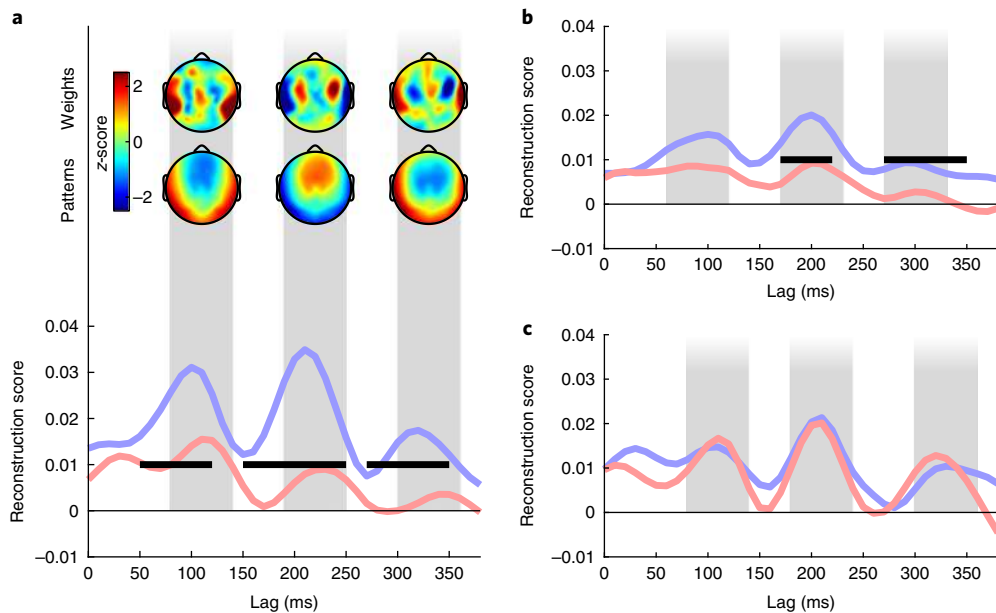 a
Weights
Patterns
z-score
2
0
–2
0.04
0.03
0.02
0.01
0
–0.01
Reconstruction score
0 50 100 150 200 250 300 350
Lag (ms)
b
0.04
0.03
0.02
0.01
0
–0.01
Reconstruction score
0 50 100 150 200 250 300 350
Lag (ms)
c
0.04
0.03
0.02
0.01
0
–0.01
Reconstruction score
0 50 100 150 200 250 300 350
Lag (ms)